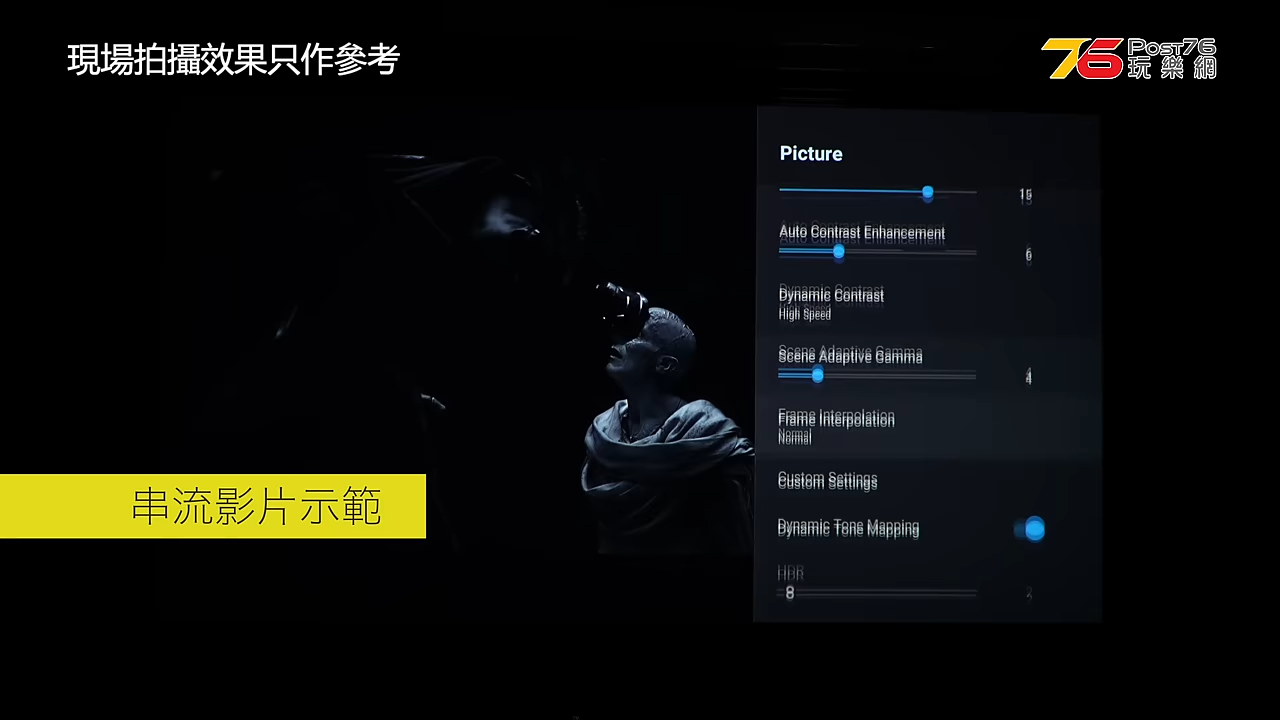 現場拍攝效果只作參考
76 Post76
玩樂網
Picture
15
Auto Contrast Enhancement
6
Dynamic Contrast
High Speed
Scene Adaptive Gamma
4
Frame Interpolation
Normal
Custom Settings
Dynamic Tone Mapping
HDR
8
串流影片示範